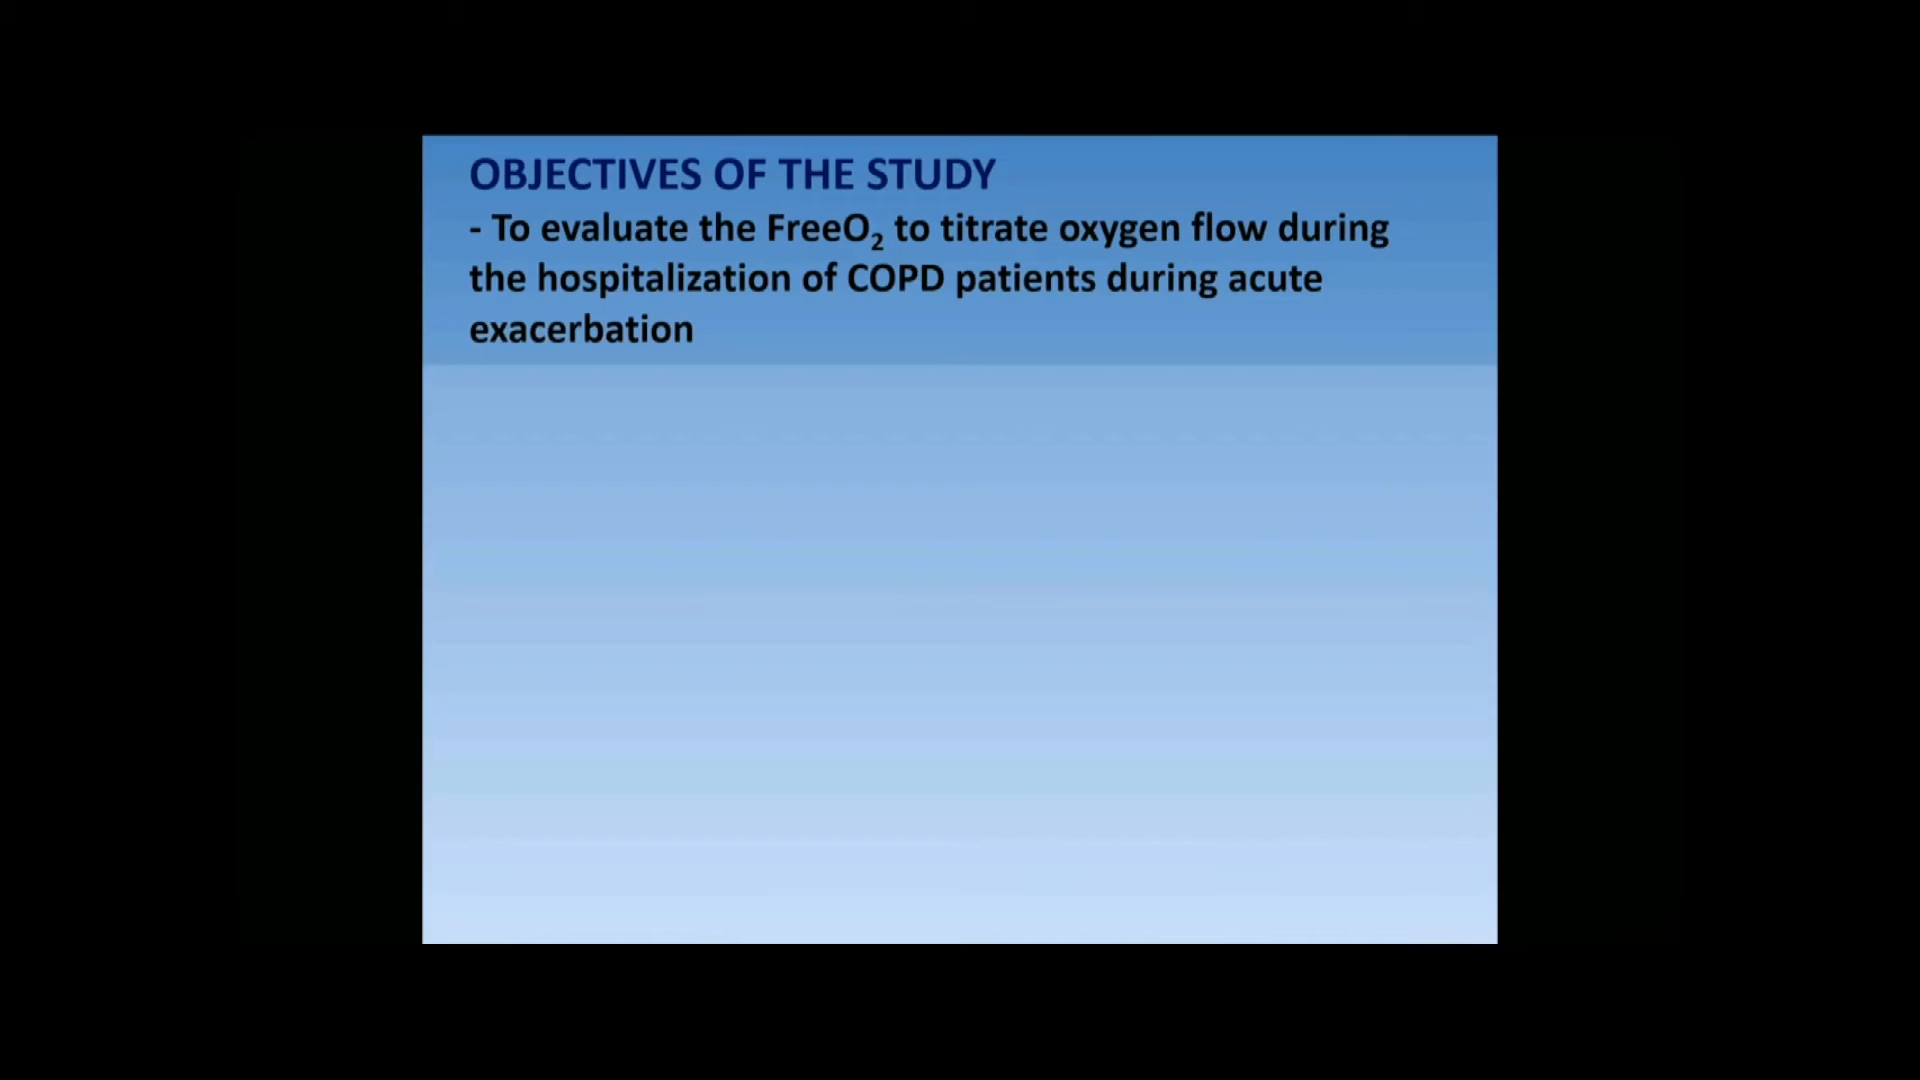 OBJECTIVES OF THE STUDY
- To evaluate the FreeO₂ to titrate oxygen flow during
the hospitalization of COPD patients during acute
exacerbation